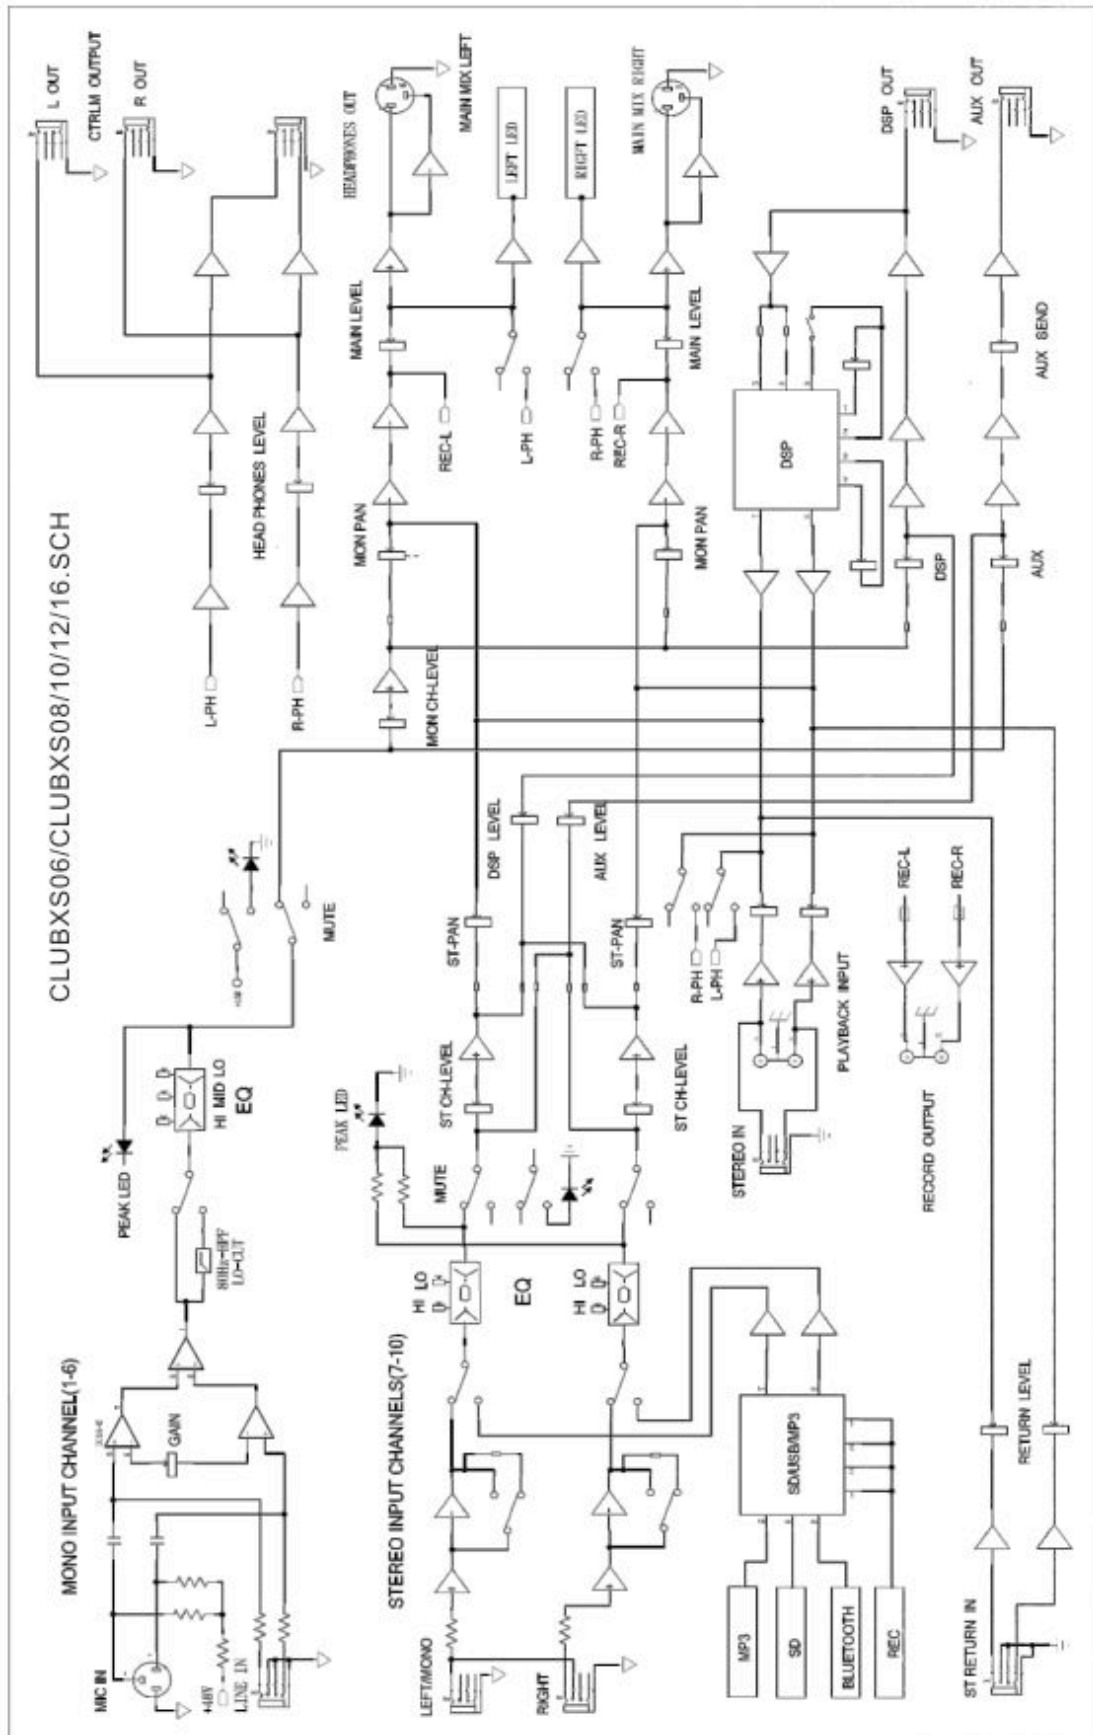 CLUBXS06/CLUBXS08/10/12/16.SCH
MONO INPUT CHANNEL(1-6)
MIC IN
+48V
LINE IN
GAIN
80Hz-HPF
LO-CUT
PEAK LED
HI MID LO
EQ
MUTE
L-PH
R-PH
HEAD PHONES LEVEL
L OUT
CTRLM OUTPUT
R OUT
HEADPHONES OUT
STEREO INPUT CHANNELS(7-10)
LEFT/MONO
RIGHT
HI LO
EQ
HI LO
PEAK LED
MUTE
ST CH-LEVEL
ST CH-LEVEL
ST-PAN
ST-PAN
DSP LEVEL
AUX LEVEL
MON CH-LEVEL
MON PAN
MON PAN
REC-L
MAIN LEVEL
MAIN MIX LEFT
L-PH
LEFT LED
R-PH
REC-R
RIGHT LED
MAIN LEVEL
MAIN MIX RIGHT
MP3
SD
BLUETOOTH
REC
SD/USB/MP3
STEREO IN
PLAYBACK INPUT
R-PH
L-PH
RECORD OUTPUT
REC-L
REC-R
DSP
DSP
DSP OUT
AUX
AUX SEND
AUX OUT
ST RETURN IN
RETURN LEVEL